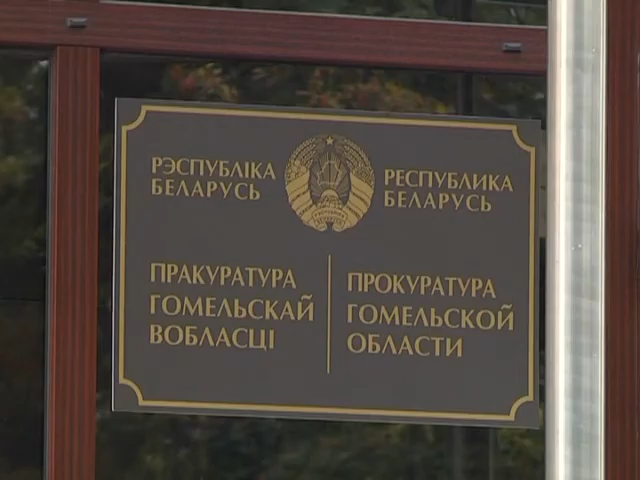 РЭСПУБЛІКА
БЕЛАРУСЬ
РЕСПУБЛИКА
БЕЛАРУСЬ
ПРАКУРАТУРА
ГОМЕЛЬСКАЙ
ВОБЛАСЦІ
ПРОКУРАТУРА
ГОМЕЛЬСКОЙ
ОБЛАСТИ